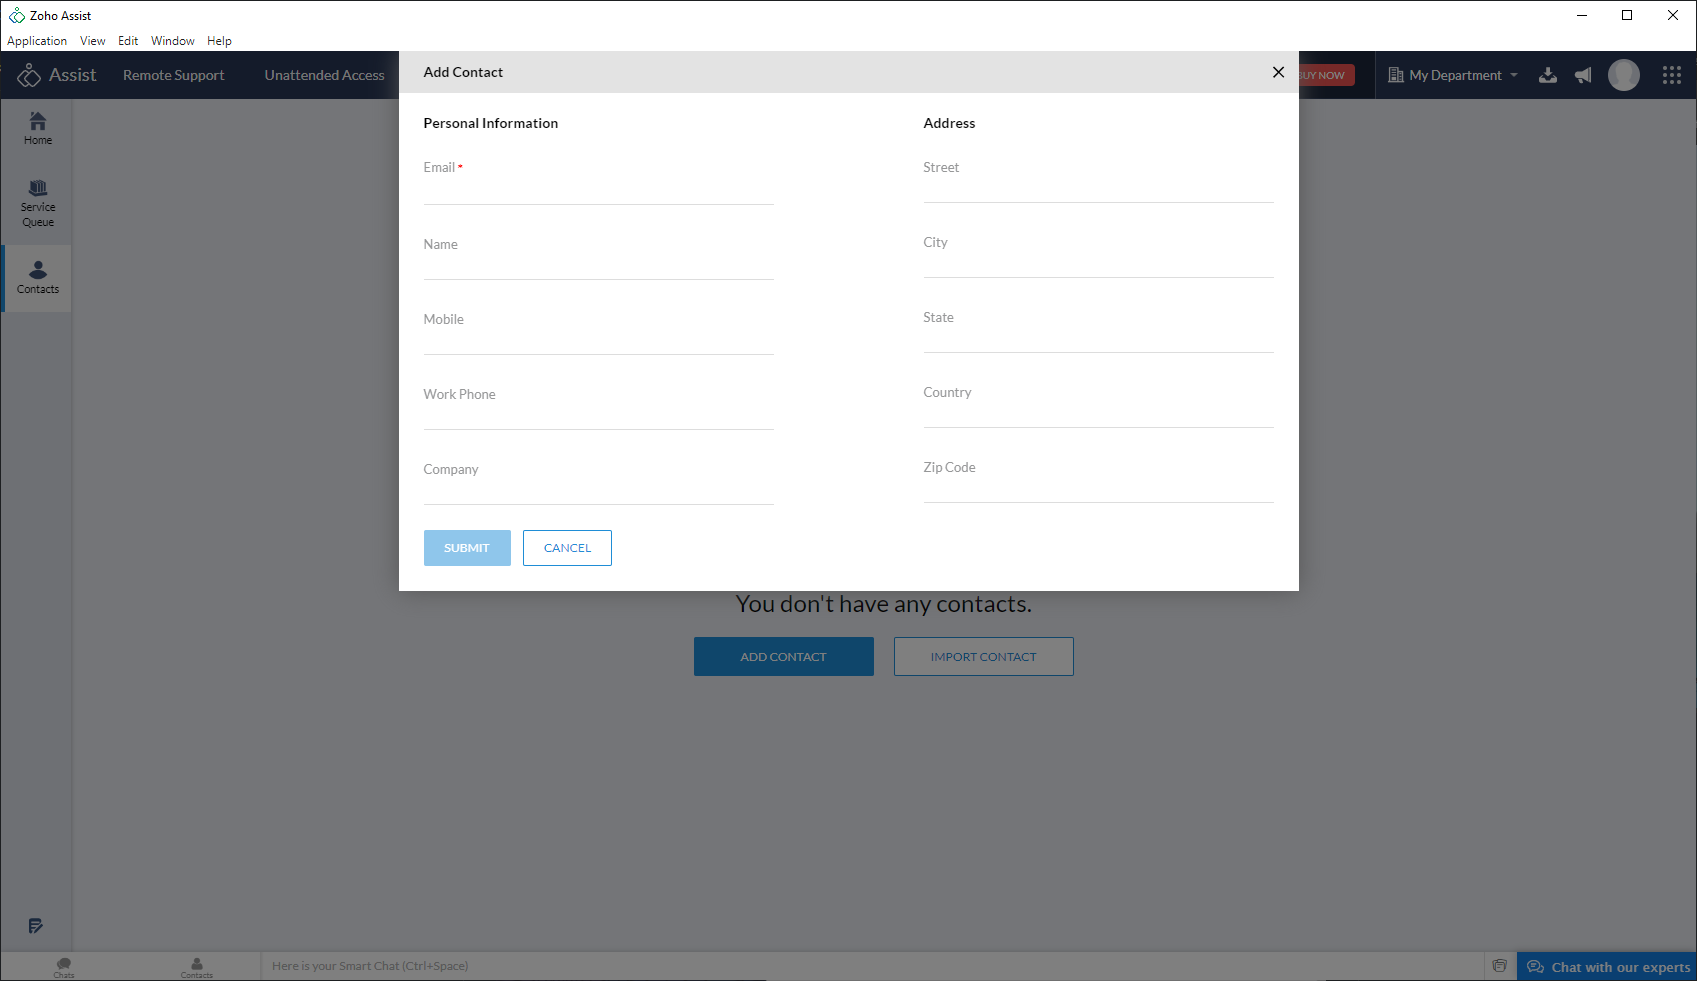 Zoho Assist
Application View Edit Window Help
Assist Remote Support Unattended Access
Add Contact
BUY NOW
My Department
Home
Service
Queue
Contacts
Personal Information
Email *
Name
Mobile
Work Phone
Company
Address
Street
City
State
Country
Zip Code
SUBMIT CANCEL
You don't have any contacts.
ADD CONTACT IMPORT CONTACT
Chats Contacts Here is your Smart Chat (Ctrl+Space)
Chat with our experts